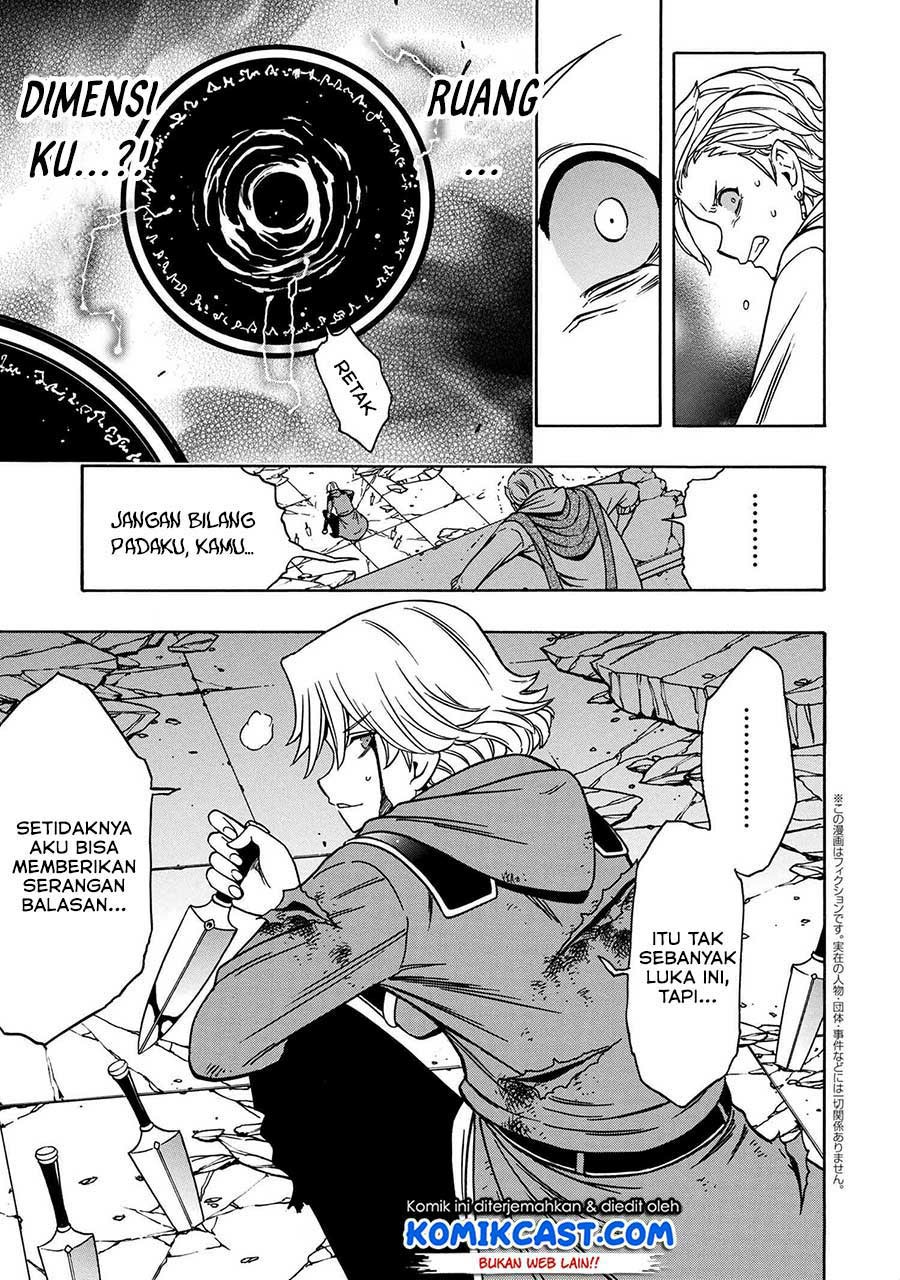 RUANG
...
DIMENSI
KU...?!
RETAK
.........
JANGAN BILANG
PADAKU, KAMU...
.........
ITU TAK
SEBANYAK
LUKA INI,
TAPI...
SETIDAKNYA
AKU BISA
MEMBERIKAN
SERANGAN
BALASAN...
※この漫画はフィクションです。実在の人物・団体・事件などには一切関係ありません。
Komik ini diterjemahkan & diedit oleh
KOMIKCAST.COM
BUKAN WEB LAIN!!